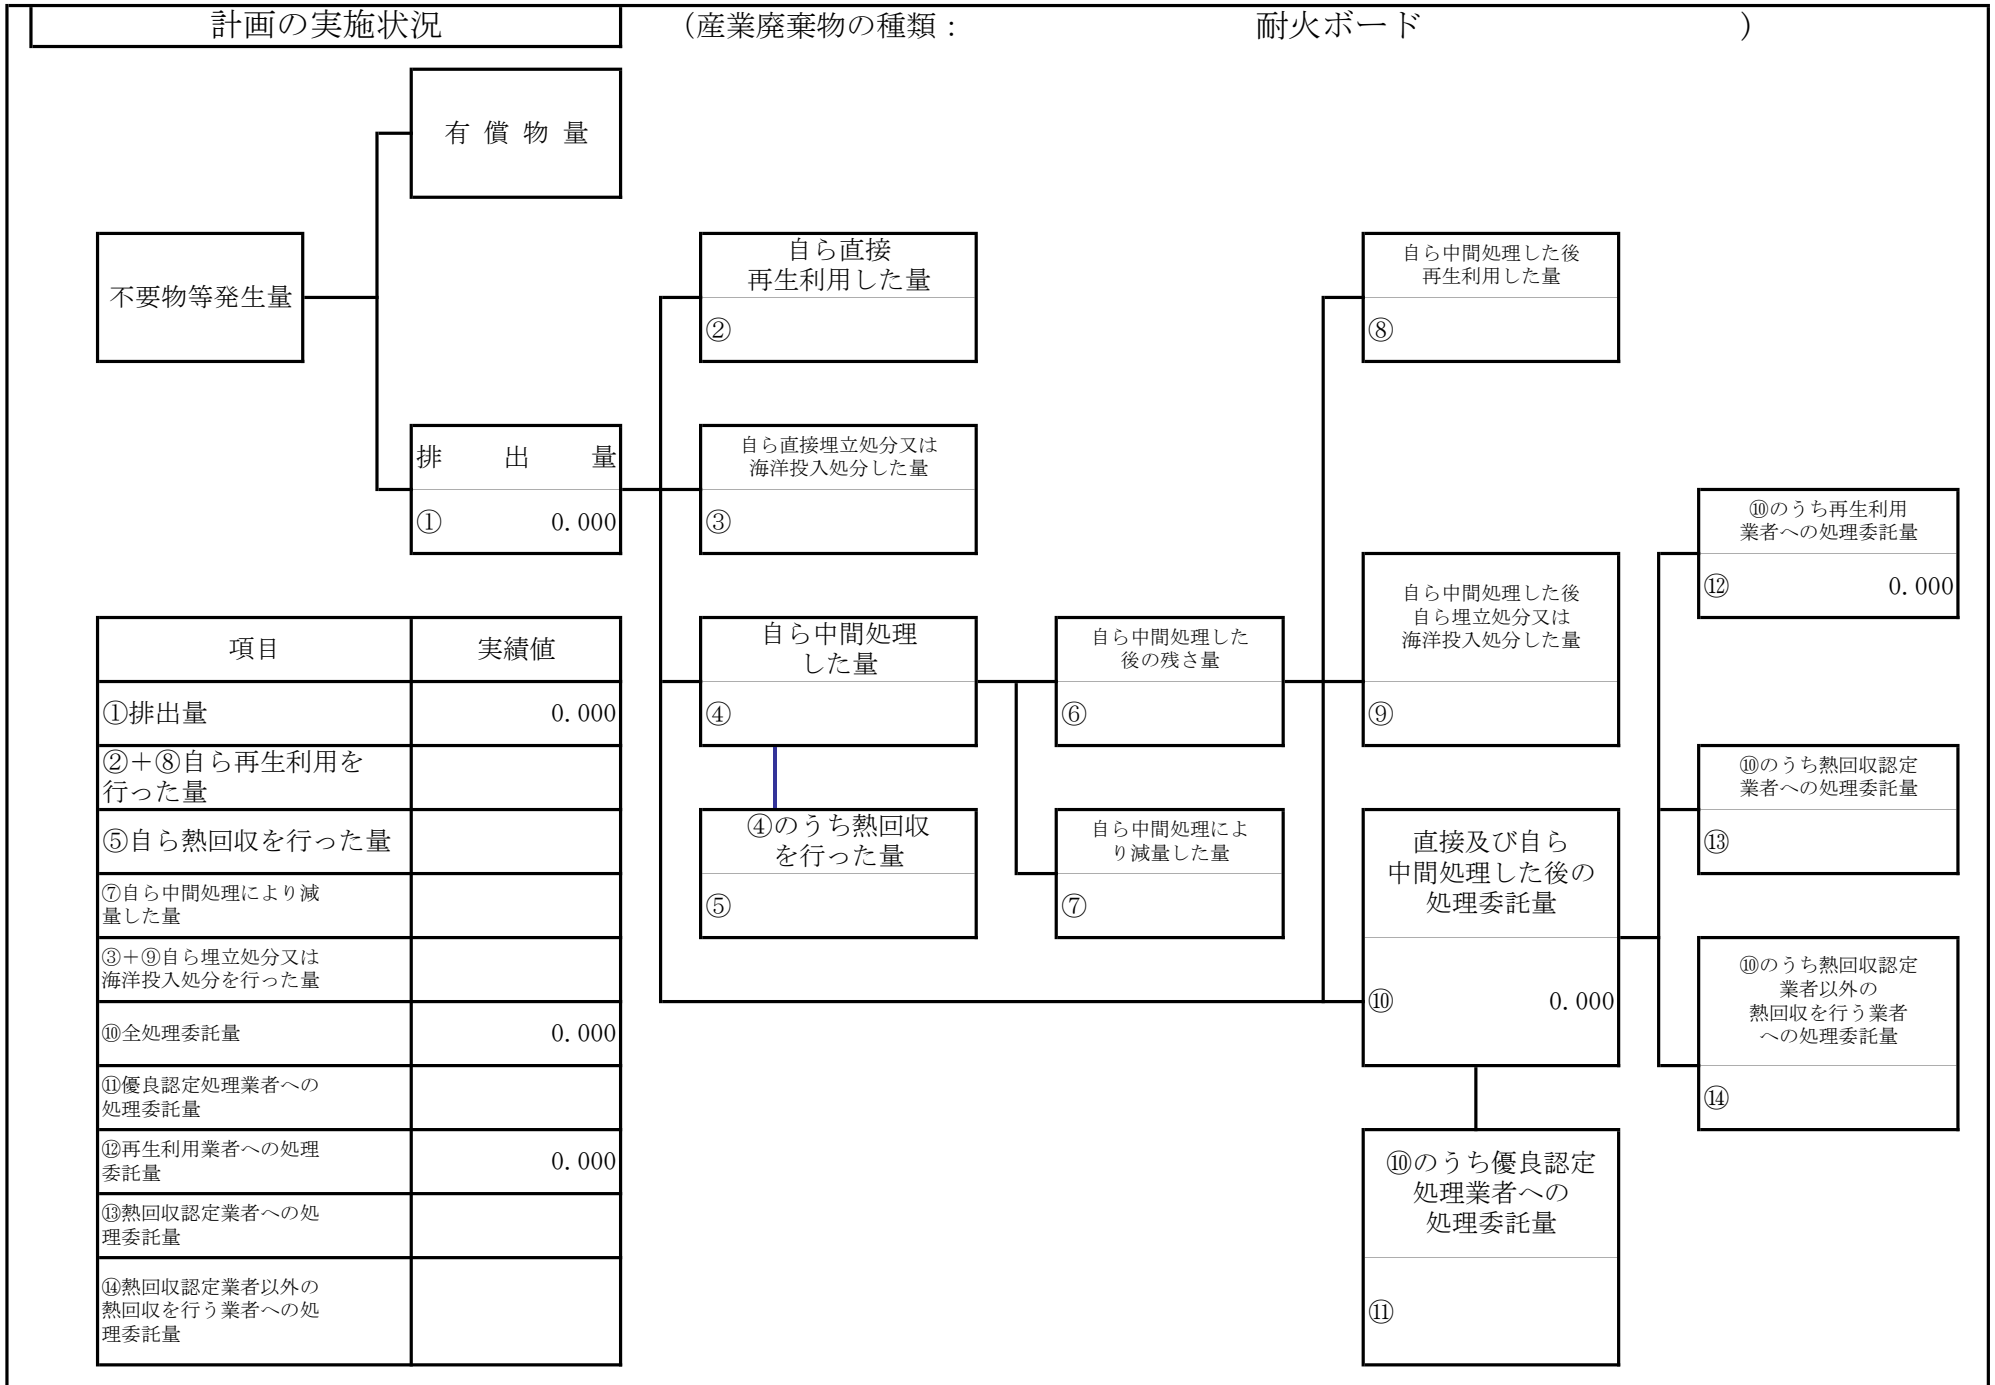 計画の実施状況
（産業廃棄物の種類：　耐火ボード　）
有 償 物 量
不要物等発生量
自ら直接
再生利用した量
②
自ら中間処理した後
再生利用した量
⑧
排 出 量
① 0.000
自ら直接埋立処分又は
海洋投入処分した量
③
⑩のうち再生利用
業者への処理委託量
⑫ 0.000
自ら中間処理した後
自ら埋立処分又は
海洋投入処分した量
⑨
自ら中間処理
した量
④
自ら中間処理した
後の残さ量
⑥
⑩のうち熱回収認定
業者への処理委託量
⑬
④のうち熱回収
を行った量
⑤
自ら中間処理によ
り減量した量
⑦
直接及び自ら
中間処理した後の
処理委託量
⑩ 0.000
⑩のうち熱回収認定
業者以外の
熱回収を行う業者
への処理委託量
⑭
⑩のうち優良認定
処理業者への
処理委託量
⑪
項目 実績値
①排出量 0.000
②＋⑧自ら再生利用を
行った量
⑤自ら熱回収を行った量
⑦自ら中間処理により減
量した量
③＋⑨自ら埋立処分又は
海洋投入処分を行った量
⑩全処理委託量 0.000
⑪優良認定処理業者への
処理委託量
⑫再生利用業者への処理
委託量 0.000
⑬熱回収認定業者への処
理委託量
⑭熱回収認定業者以外の
熱回収を行う業者への処
理委託量